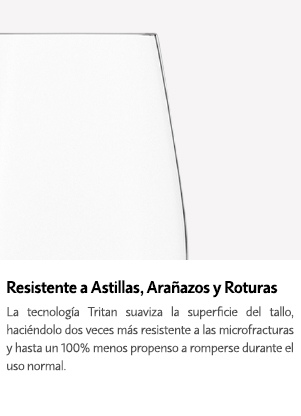 Resistente a Astillas, Arañazos y Roturas
La tecnología Tritan suaviza la superficie del tallo,
haciéndolo dos veces más resistente a las microfracturas
y hasta un 100% menos propenso a romperse durante el
uso normal.